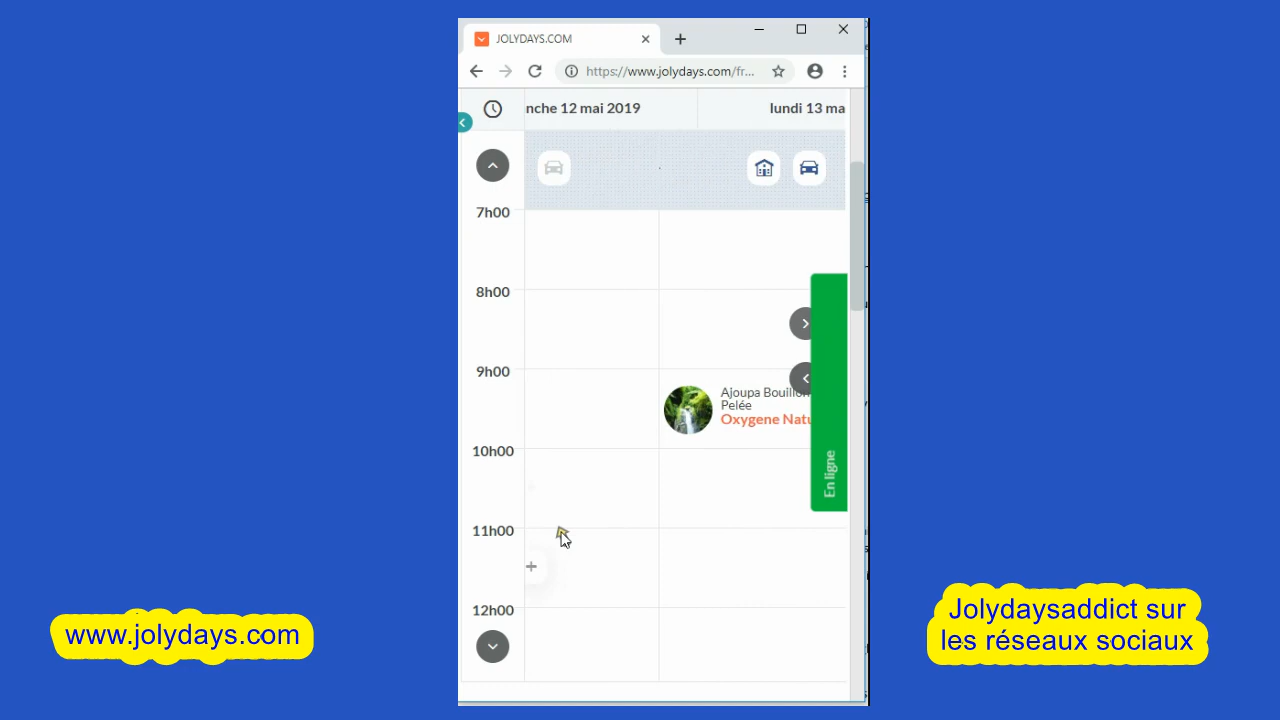 JOLYDAYS.COM
https://www.jolydays.com/fr...
nche 12 mai 2019
lundi 13 ma
7h00
8h00
9h00
Ajoupa Bouillon
Pelée
Oxygene Natu
10h00
En ligne
11h00
12h00
www.jolydays.com
Jolydaysaddict sur
les réseaux sociaux